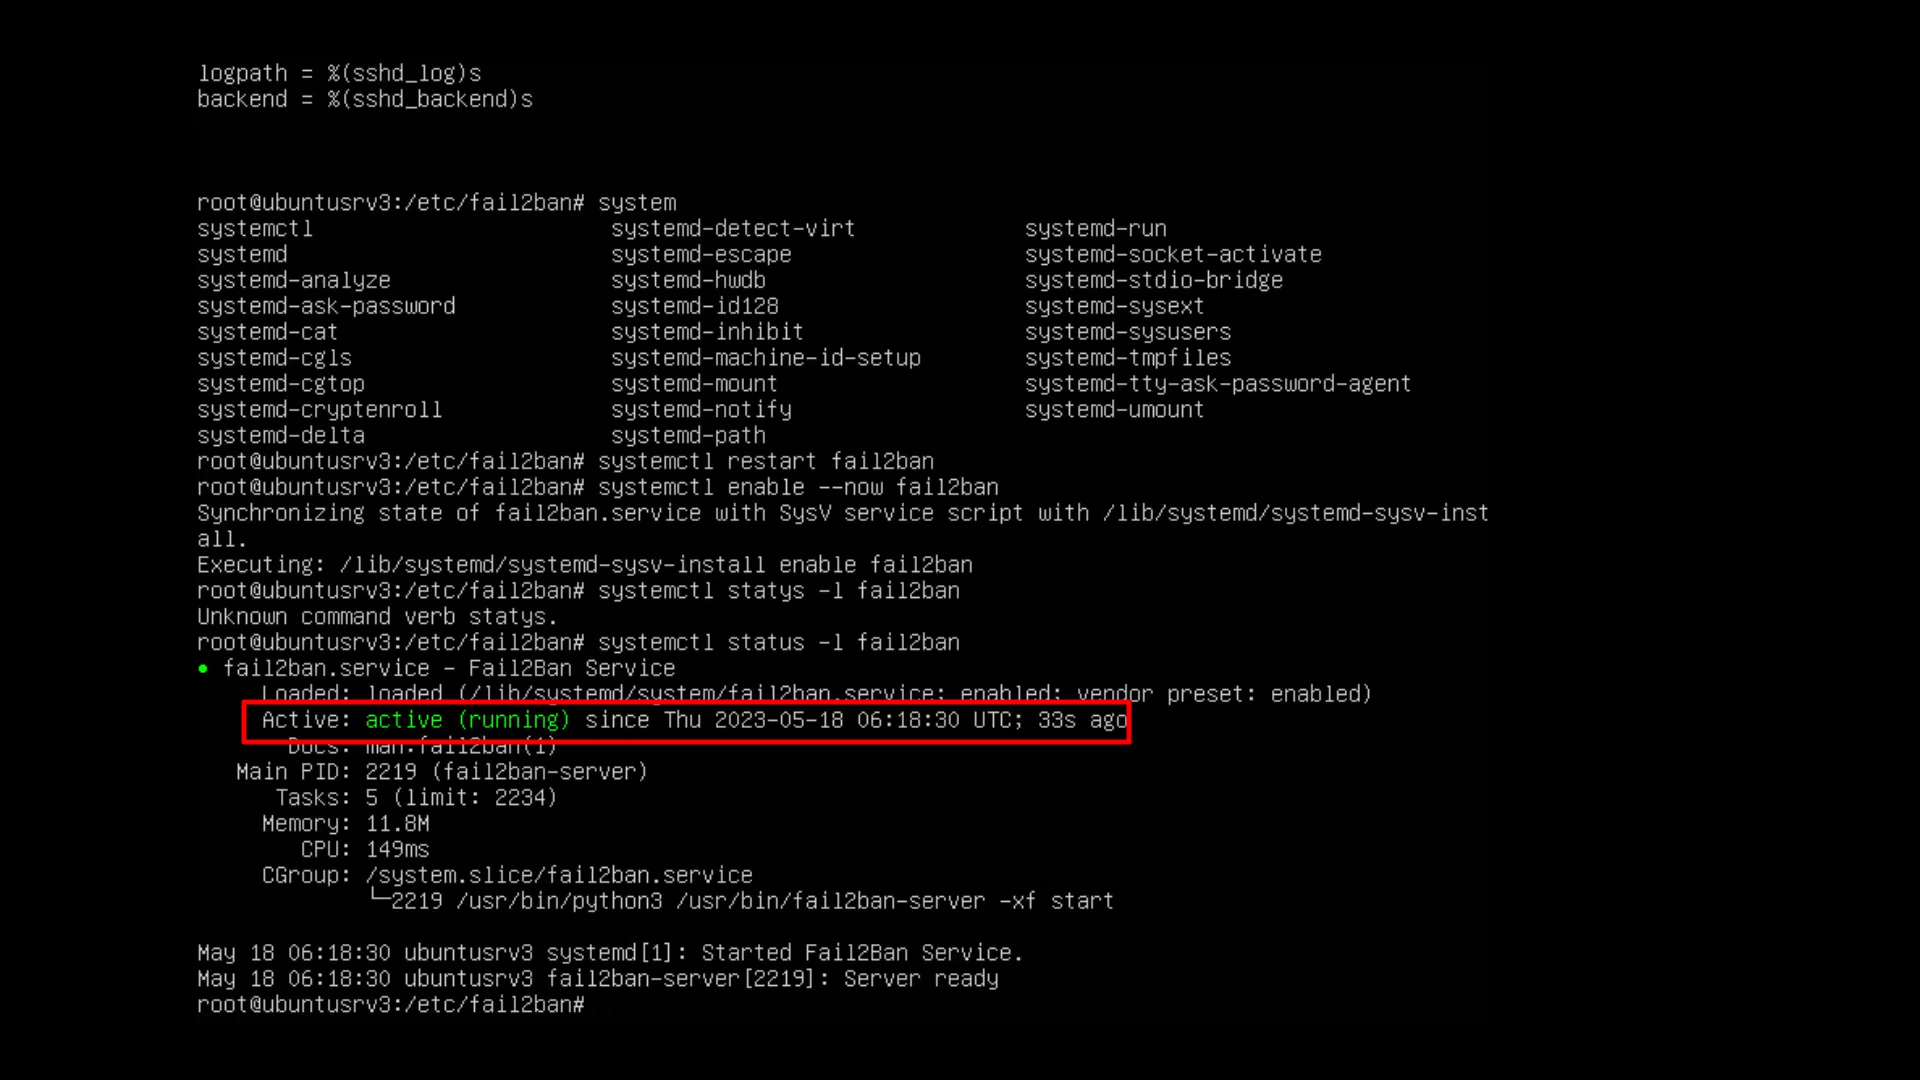 logpath = %(sshd_log)s
backend = %(sshd_backend)s
root@ubuntusrv3:/etc/fail2ban# system
systemctl systemd-detect-virt systemd-run
systemd systemd-escape systemd-socket-activate
systemd-analyze systemd-hwdb systemd-stdio-bridge
systemd-ask-password systemd-id128 systemd-sysext
systemd-cat systemd-inhibit systemd-sysusers
systemd-cgls systemd-machine-id-setup systemd-tmpfiles
systemd-cgtop systemd-mount systemd-tty-ask-password-agent
systemd-cryptenroll systemd-notify systemd-umount
systemd-delta systemd-path
root@ubuntusrv3:/etc/fail2ban# systemctl restart fail2ban
root@ubuntusrv3:/etc/fail2ban# systemctl enable --now fail2ban
Synchronizing state of fail2ban.service with SysV service script with /lib/systemd/systemd-sysv-inst
all.
Executing: /lib/systemd/systemd-sysv-install enable fail2ban
root@ubuntusrv3:/etc/fail2ban# systemctl statys -l fail2ban
Unknown command verb statys.
root@ubuntusrv3:/etc/fail2ban# systemctl status -l fail2ban
● fail2ban.service - Fail2Ban Service
Loaded: loaded (/lib/systemd/system/fail2ban.service; enabled; vendor preset: enabled)
Active: active (running) since Thu 2023-05-18 06:18:30 UTC; 33s ago
Docs: man:fail2ban(1)
Main PID: 2219 (fail2ban-server)
Tasks: 5 (limit: 2234)
Memory: 11.8M
CPU: 149ms
CGroup: /system.slice/fail2ban.service
└─2219 /usr/bin/python3 /usr/bin/fail2ban-server -xf start
May 18 06:18:30 ubuntusrv3 systemd[1]: Started Fail2Ban Service.
May 18 06:18:30 ubuntusrv3 fail2ban-server[2219]: Server ready
root@ubuntusrv3:/etc/fail2ban#